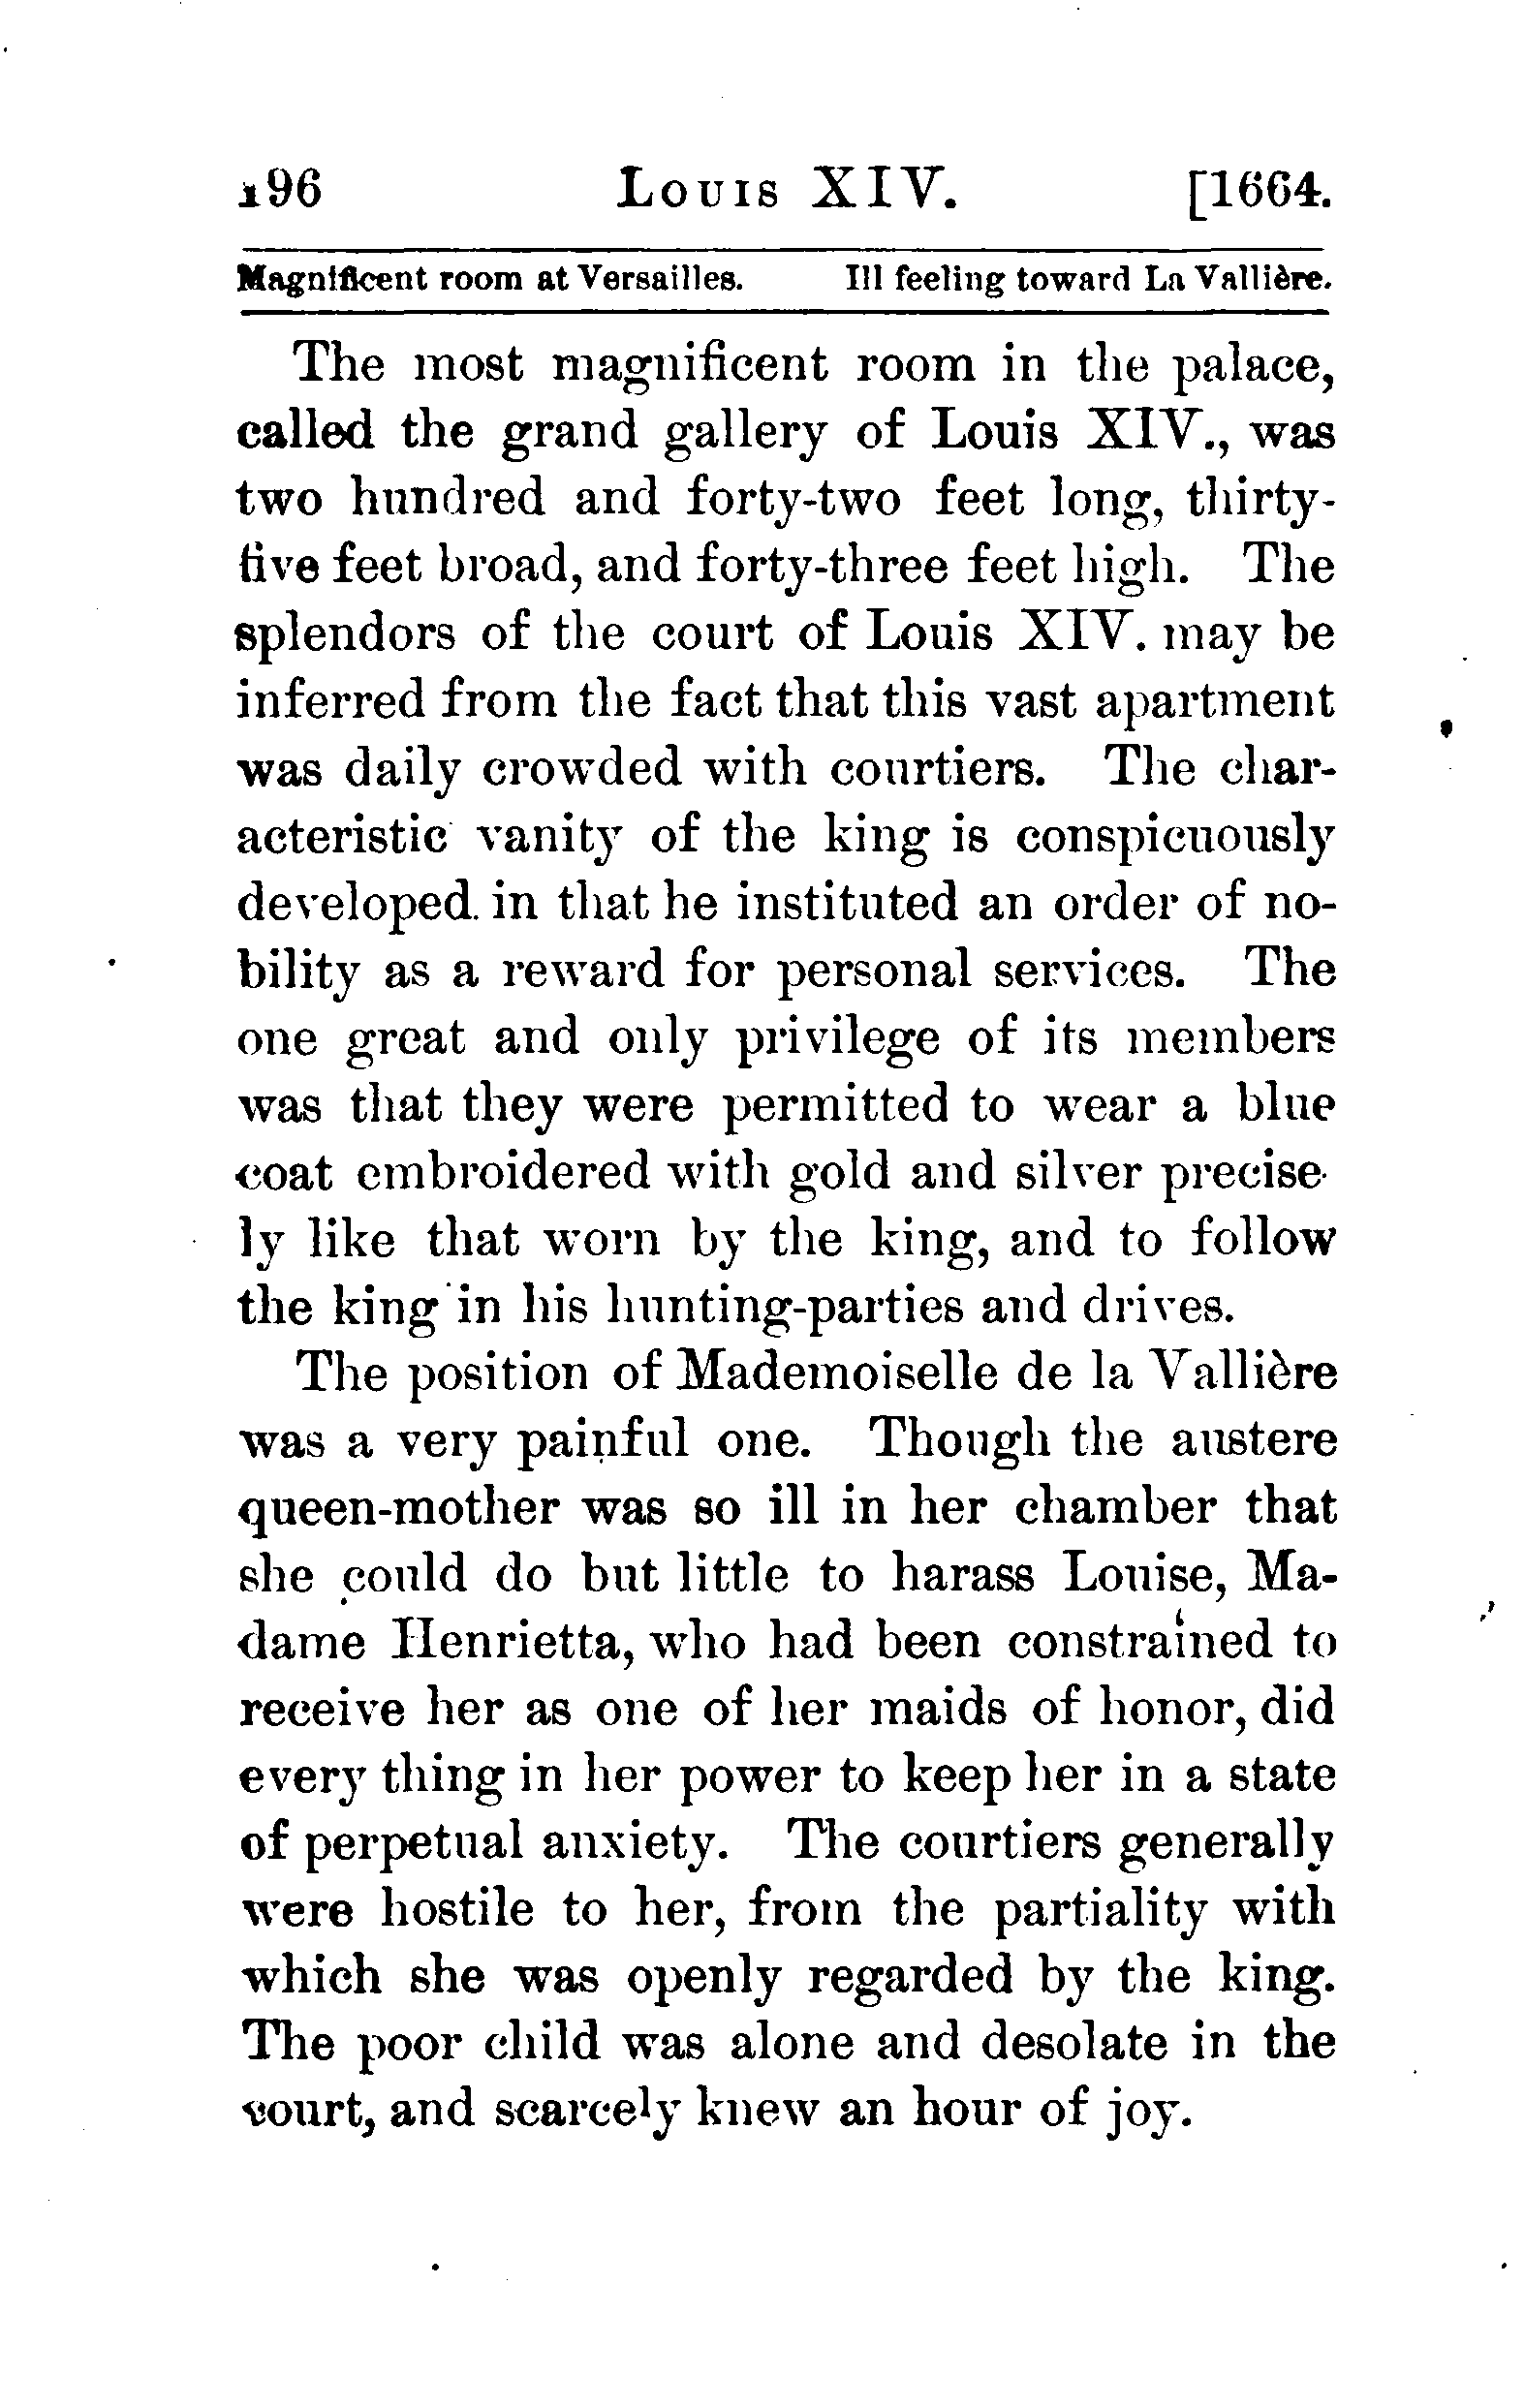 196 Louis XIV. [1664.
Magnificent room at Versailles. Ill feeling toward La Vallière.
The most magnificent room in the palace,
called the grand gallery of Louis XIV., was
two hundred and forty-two feet long, thirty-
five feet broad, and forty-three feet high. The
splendors of the court of Louis XIV. may be
inferred from the fact that this vast apartment
was daily crowded with courtiers. The char-
acteristic vanity of the king is conspicuously
developed in that he instituted an order of no-
bility as a reward for personal services. The
one great and only privilege of its members
was that they were permitted to wear a blue
coat embroidered with gold and silver precise-
ly like that worn by the king, and to follow
the king in his hunting-parties and drives.
The position of Mademoiselle de la Vallière
was a very painful one. Though the austere
queen-mother was so ill in her chamber that
she could do but little to harass Louise, Ma-
dame Henrietta, who had been constrained to
receive her as one of her maids of honor, did
every thing in her power to keep her in a state
of perpetual anxiety. The courtiers generally
were hostile to her, from the partiality with
which she was openly regarded by the king.
The poor child was alone and desolate in the
court, and scarcely knew an hour of joy.